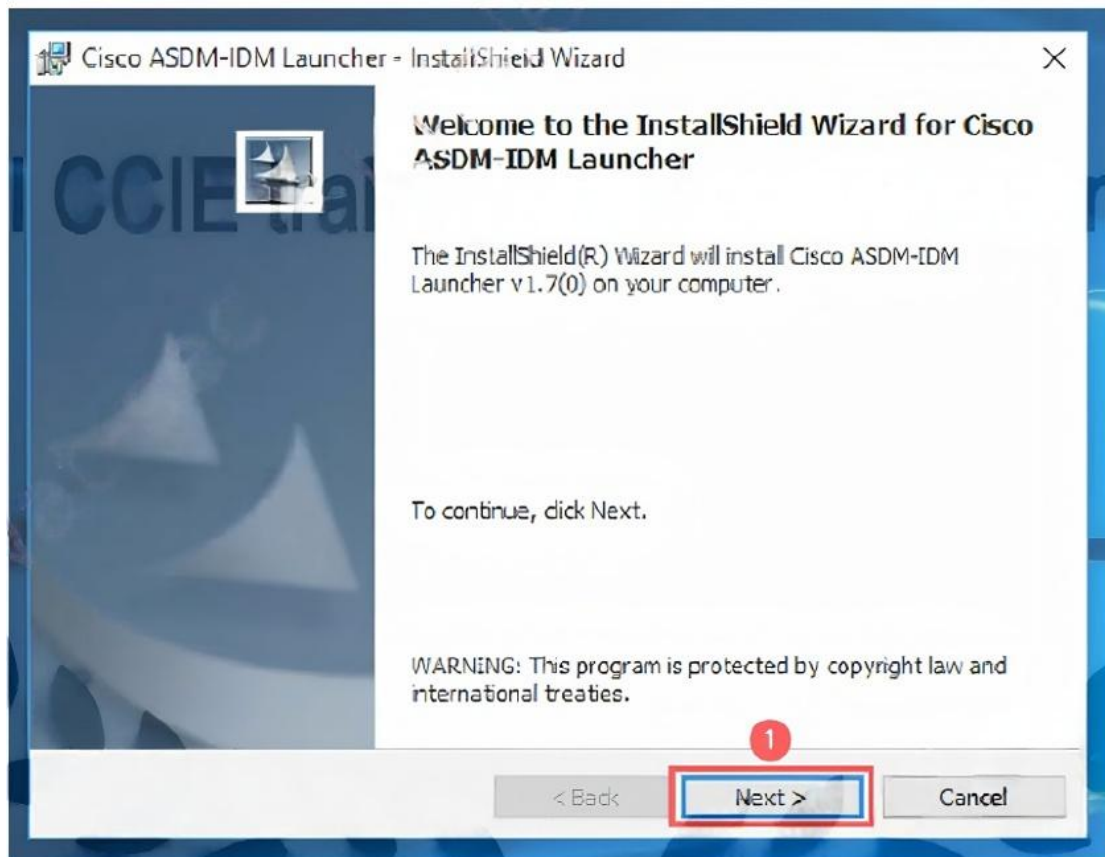 Cisco ASDM-IDM Launcher - InstallShield Wizard
Welcome to the InstallShield Wizard for Cisco
ASDM-IDM Launcher
CCIE
The InstallShield(R) Wizard will install Cisco ASDM-IDM
Launcher v1.7(0) on your computer.
To continue, click Next.
WARNING: This program is protected by copyright law and
international treaties.
1
< Back Next > Cancel